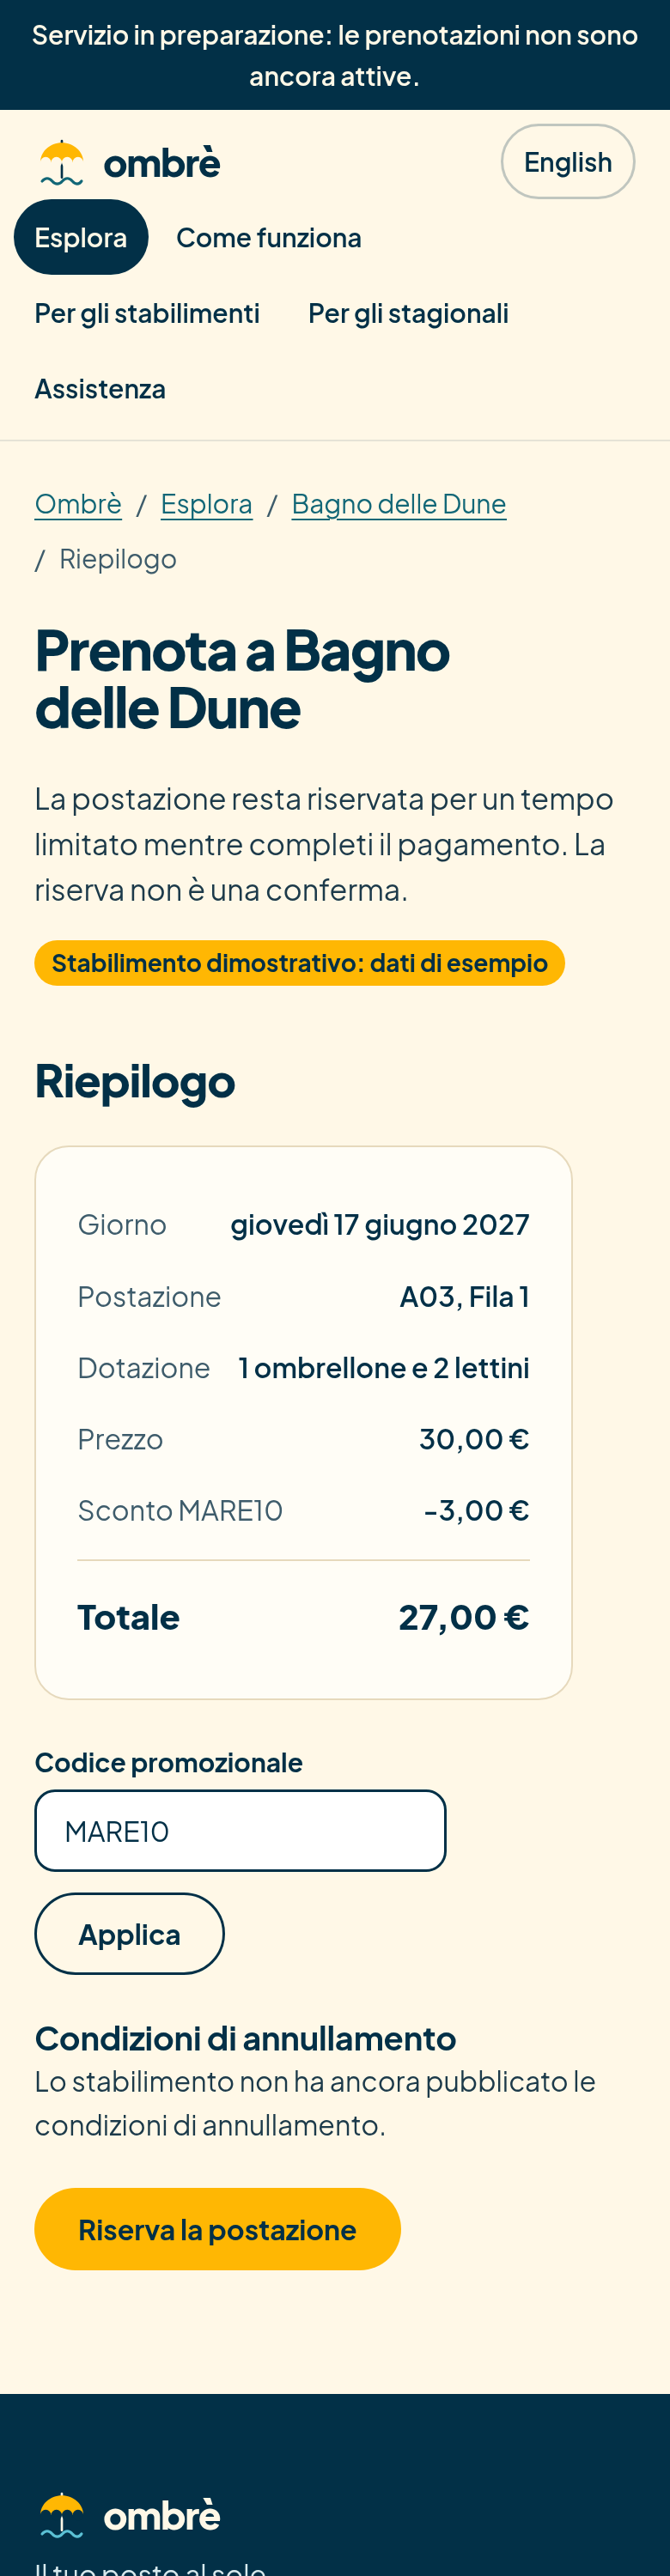 Servizio in preparazione: le prenotazioni non sono
ancora attive.
ombrè
English
Esplora
Come funziona
Per gli stabilimenti
Per gli stagionali
Assistenza
Ombrè / Esplora / Bagno delle Dune
/ Riepilogo
Prenota a Bagno
delle Dune
La postazione resta riservata per un tempo
limitato mentre completi il pagamento. La
riserva non è una conferma.
Stabilimento dimostrativo: dati di esempio
Riepilogo
Giorno giovedì 17 giugno 2027
Postazione A03, Fila 1
Dotazione 1 ombrellone e 2 lettini
Prezzo 30,00 €
Sconto MARE10 -3,00 €
Totale 27,00 €
Codice promozionale
MARE10
Applica
Condizioni di annullamento
Lo stabilimento non ha ancora pubblicato le
condizioni di annullamento.
Riserva la postazione
ombrè
Il tuo posto al sole